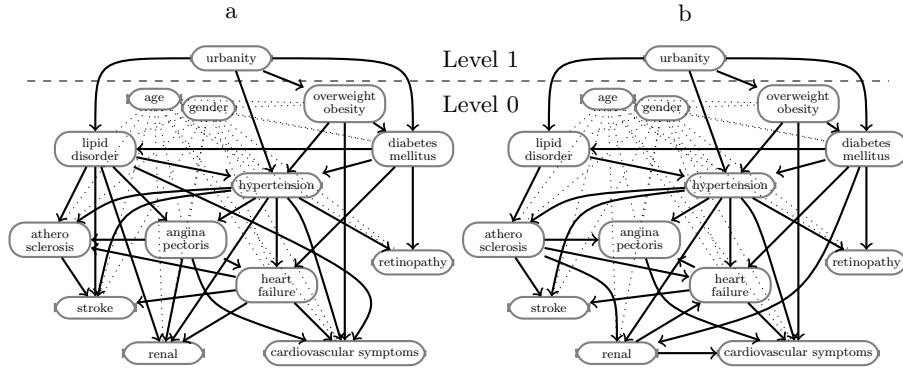 a
b
urbanity
Level 1
urbanity
age
gender
overweight
obesity
Level 0
age
gender
overweight
obesity
lipid
disorder
diabetes
mellitus
lipid
disorder
diabetes
mellitus
hypertension
hypertension
athero
sclerosis
angina
pectoris
retinopathy
athero
sclerosis
angina
pectoris
retinopathy
heart
failure
heart
failure
stroke
stroke
renal
cardiovascular symptoms
renal
cardiovascular symptoms